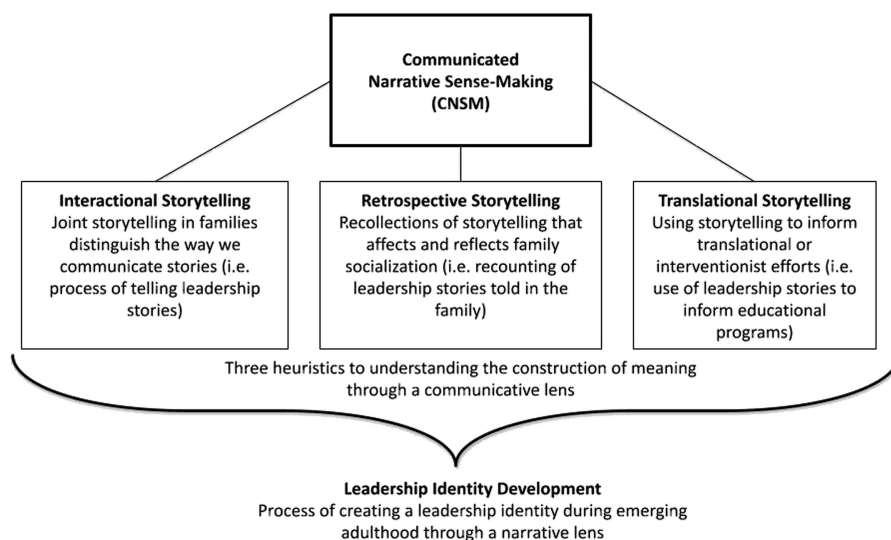 Communicated
Narrative Sense-Making
(CNSM)
Interactional Storytelling
Joint storytelling in families
distinguish the way we
communicate stories (i.e.
process of telling leadership
stories)
Retrospective Storytelling
Recollections of storytelling that
affects and reflects family
socialization (i.e. recounting of
leadership stories told in the
family)
Translational Storytelling
Using storytelling to inform
translational or
interventionist efforts (i.e.
use of leadership stories to
inform educational
programs)
Three heuristics to understanding the construction of meaning
through a communicative lens
Leadership Identity Development
Process of creating a leadership identity during emerging
adulthood through a narrative lens